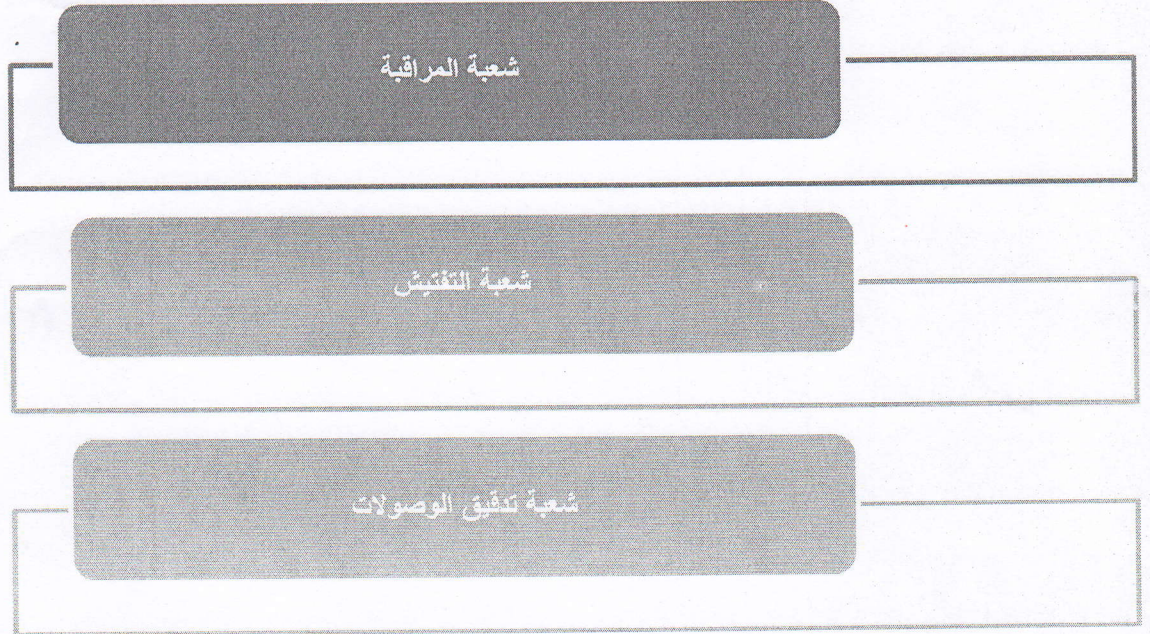 شعبة المراقبة
شعبة التفتيش
شعبة تدقيق الوصولات